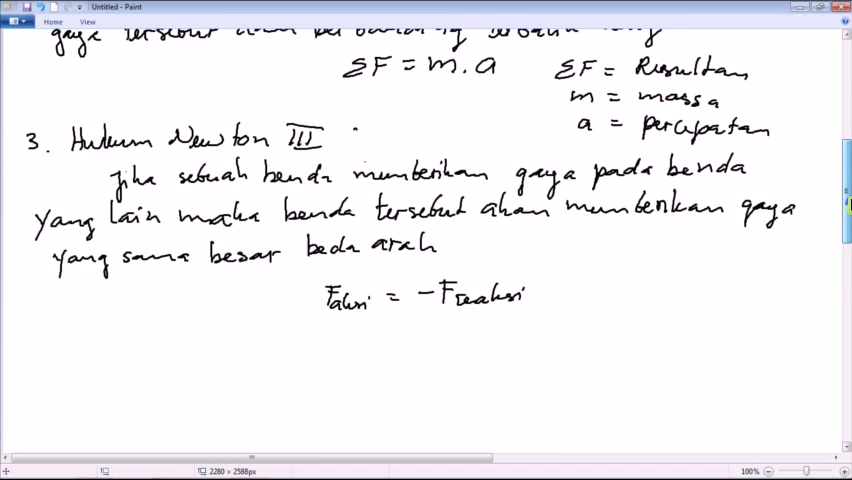 Untitled - Paint
Home View
gaya tersebut
ΣF = m.a
ΣF = Resultan
m = massa
a = percepatan
3. Hukum Newton III
Jika sebuah benda memberikan gaya pada benda
yang lain maka benda tersebut akan memberikan gaya
yang sama besar beda arah
Faksi = -Freaksi
2280 × 2588px
100%